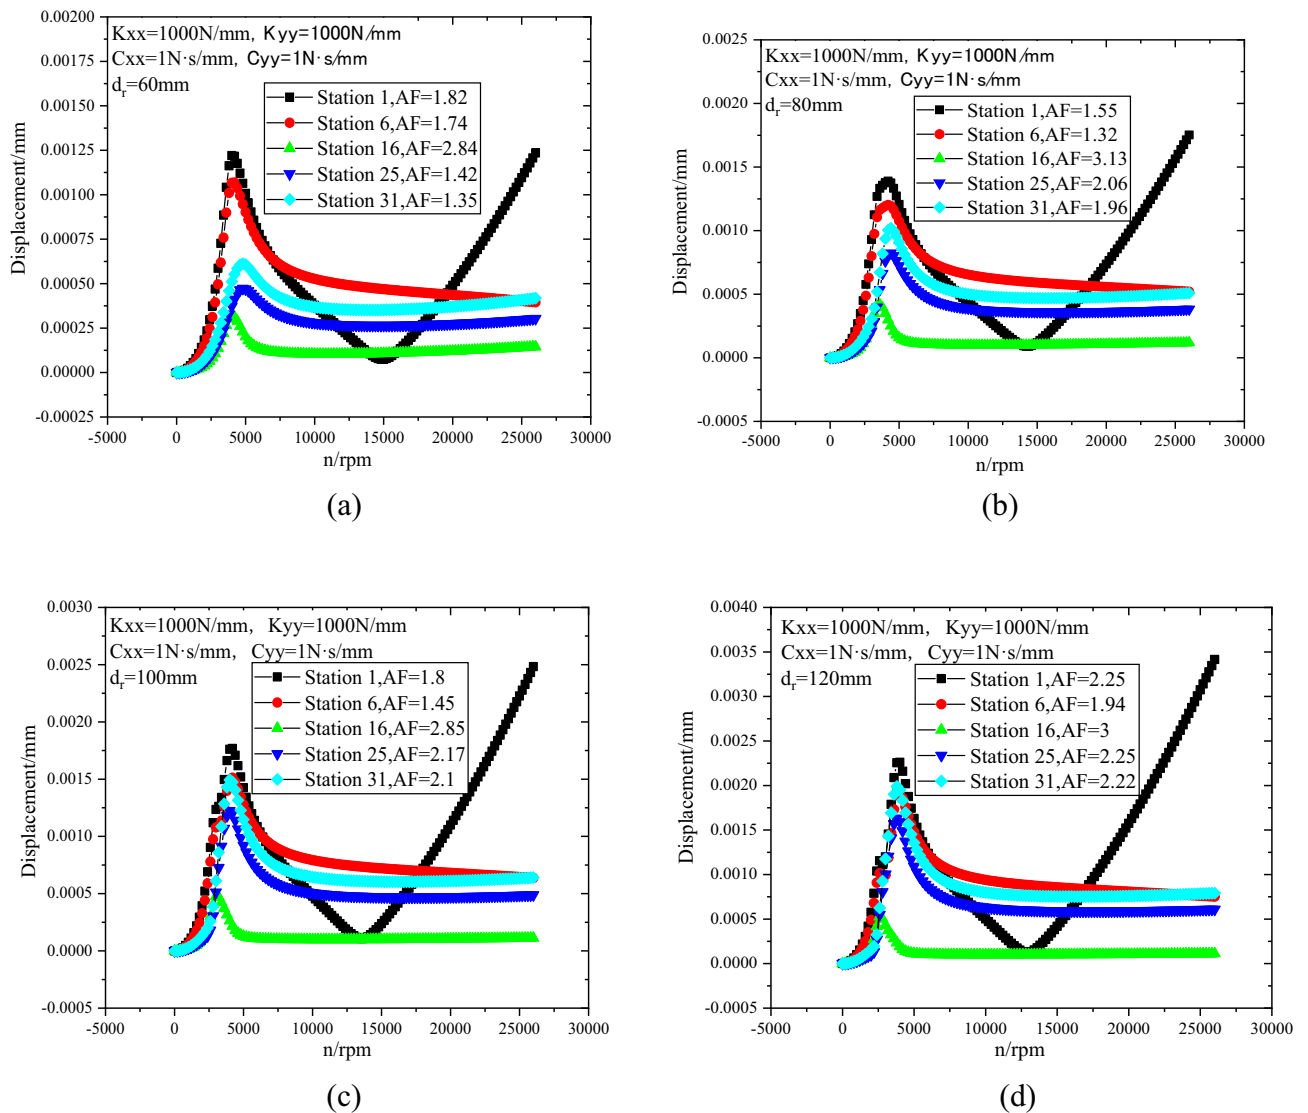 0.00200
0.00175
0.00150
0.00125
0.00100
0.00075
0.00050
0.00025
0.00000
-0.00025
Displacement/mm
Kxx=1000N/mm, Kyy=1000N/mm
Cxx=1N·s/mm, Cyy=1N·s/mm
dr=60mm
Station 1,AF=1.82
Station 6,AF=1.74
Station 16,AF=2.84
Station 25,AF=1.42
Station 31,AF=1.35
-5000 0 5000 10000 15000 20000 25000 30000
n/rpm
(a)
0.0025
0.0020
0.0015
0.0010
0.0005
0.0000
-0.0005
Displacement/mm
Kxx=1000N/mm, Kyy=1000N/mm
Cxx=1N·s/mm, Cyy=1N·s/mm
dr=80mm
Station 1,AF=1.55
Station 6,AF=1.32
Station 16,AF=3.13
Station 25,AF=2.06
Station 31,AF=1.96
-5000 0 5000 10000 15000 20000 25000 30000
n/rpm
(b)
0.0030
0.0025
0.0020
0.0015
0.0010
0.0005
0.0000
-0.0005
Displacement/mm
Kxx=1000N/mm, Kyy=1000N/mm
Cxx=1N·s/mm, Cyy=1N·s/mm
dr=100mm
Station 1,AF=1.8
Station 6,AF=1.45
Station 16,AF=2.85
Station 25,AF=2.17
Station 31,AF=2.1
-5000 0 5000 10000 15000 20000 25000 30000
n/rpm
(c)
0.0040
0.0035
0.0030
0.0025
0.0020
0.0015
0.0010
0.0005
0.0000
-0.0005
Displacement/mm
Kxx=1000N/mm, Kyy=1000N/mm
Cxx=1N·s/mm, Cyy=1N·s/mm
dr=120mm
Station 1,AF=2.25
Station 6,AF=1.94
Station 16,AF=3
Station 25,AF=2.25
Station 31,AF=2.22
-5000 0 5000 10000 15000 20000 25000 30000
n/rpm
(d)